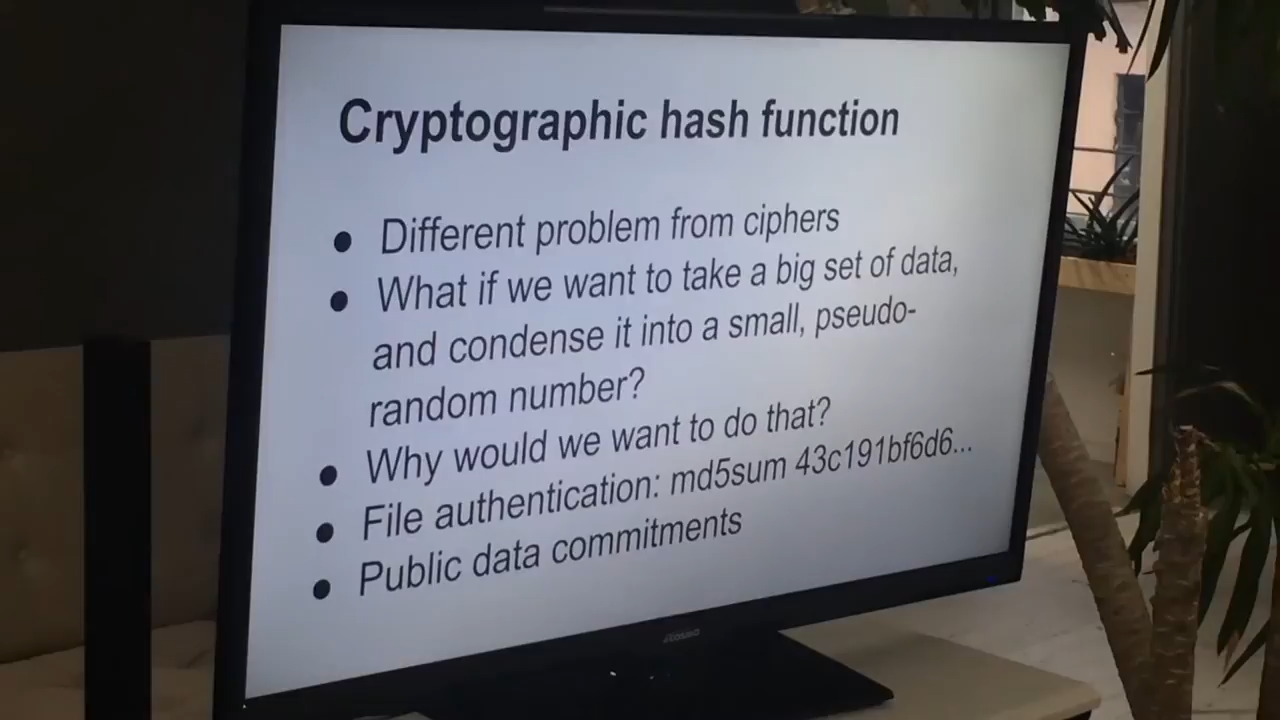 Cryptographic hash function
● Different problem from ciphers
● What if we want to take a big set of data,
and condense it into a small, pseudo-
random number?
● Why would we want to do that?
● File authentication: md5sum 43c191bf6d6...
● Public data commitments